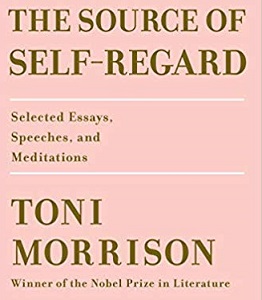 THE SOURCE OF
SELF-REGARD
Selected Essays,
Speeches, and
Meditations
TONI
MORRISON
Winner of the Nobel Prize in Literature